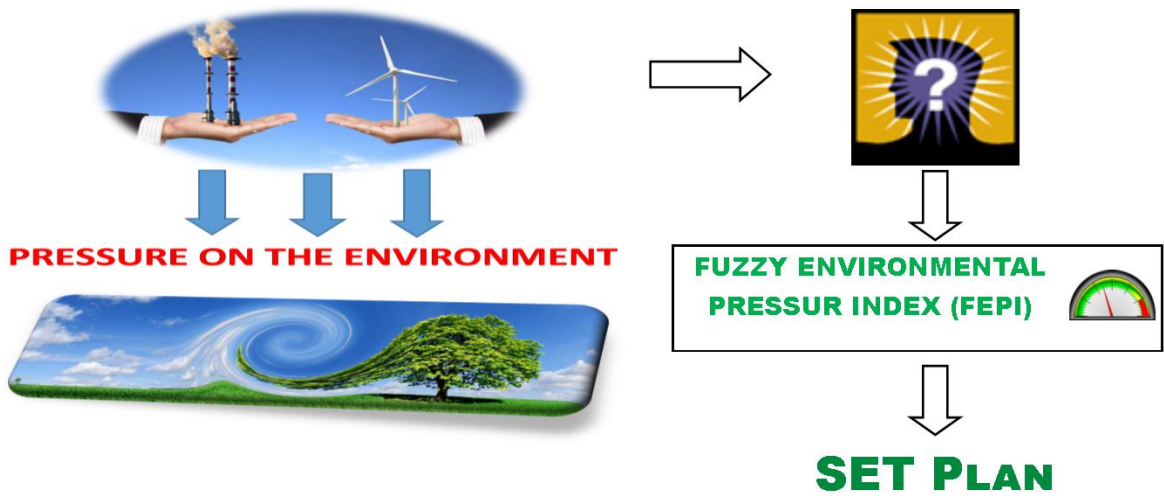 PRESSURE ON THE ENVIRONMENT
?
FUZZY ENVIRONMENTAL
PRESSUR INDEX (FEPI)
SET PLAN